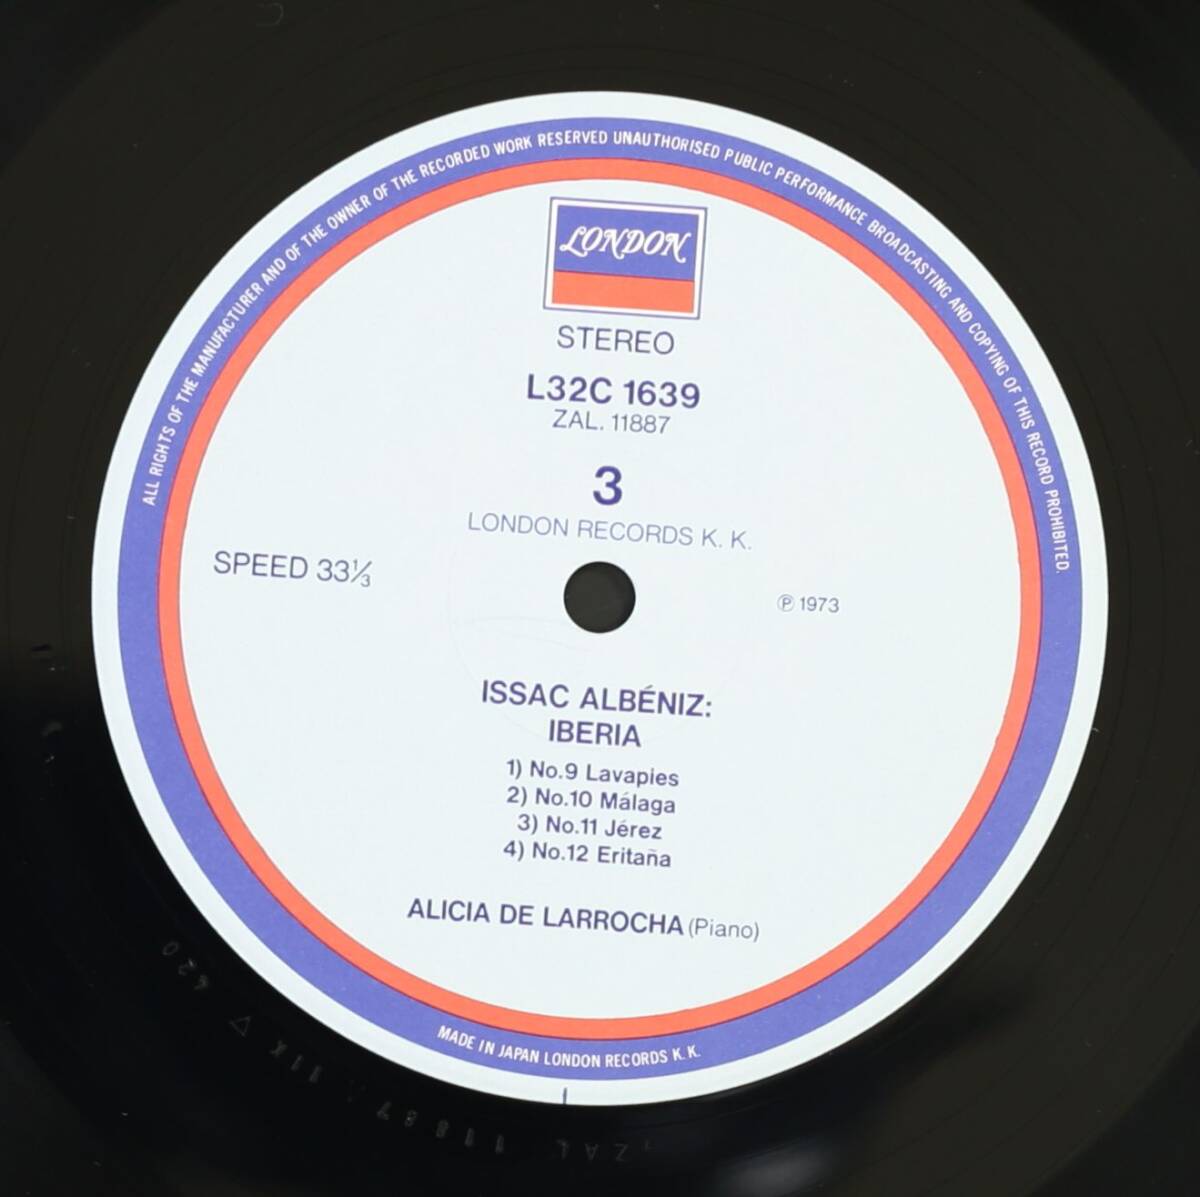 ALL RIGHTS OF THE MANUFACTURER AND OF THE OWNER OF THE RECORDED WORK RESERVED UNAUTHORISED PUBLIC PERFORMANCE BROADCASTING AND COPYING OF THIS RECORD PROHIBITED.
LONDON
STEREO
L32C 1639
ZAL. 11887
3
LONDON RECORDS K. K.
SPEED 33⅓
℗ 1973
ISSAC ALBÉNIZ:
IBERIA
1) No.9 Lavapies
2) No.10 Málaga
3) No.11 Jérez
4) No.12 Eritaña
ALICIA DE LARROCHA (Piano)
MADE IN JAPAN LONDON RECORDS K. K.
ZAL 11887
420